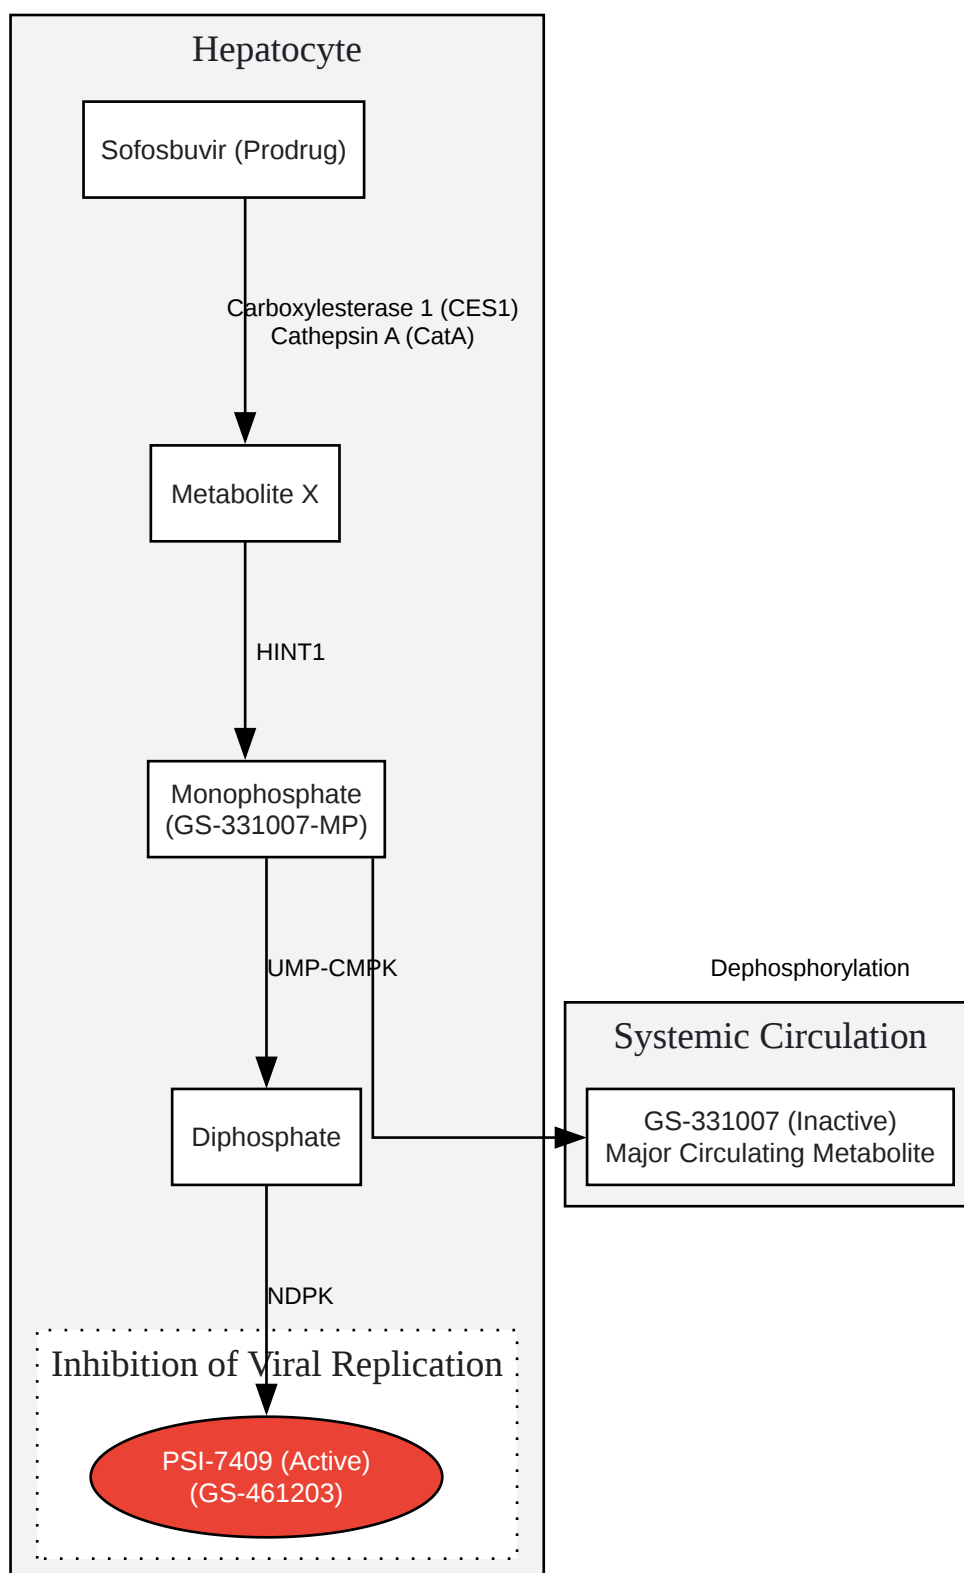 Hepatocyte
Sofosbuvir (Prodrug)
Carboxylesterase 1 (CES1)
Cathepsin A (CatA)
Metabolite X
HINT1
Monophosphate
(GS-331007-MP)
UMP-CMPK
Dephosphorylation
Systemic Circulation
GS-331007 (Inactive)
Major Circulating Metabolite
Diphosphate
NDPK
Inhibition of Viral Replication
PSI-7409 (Active)
(GS-461203)